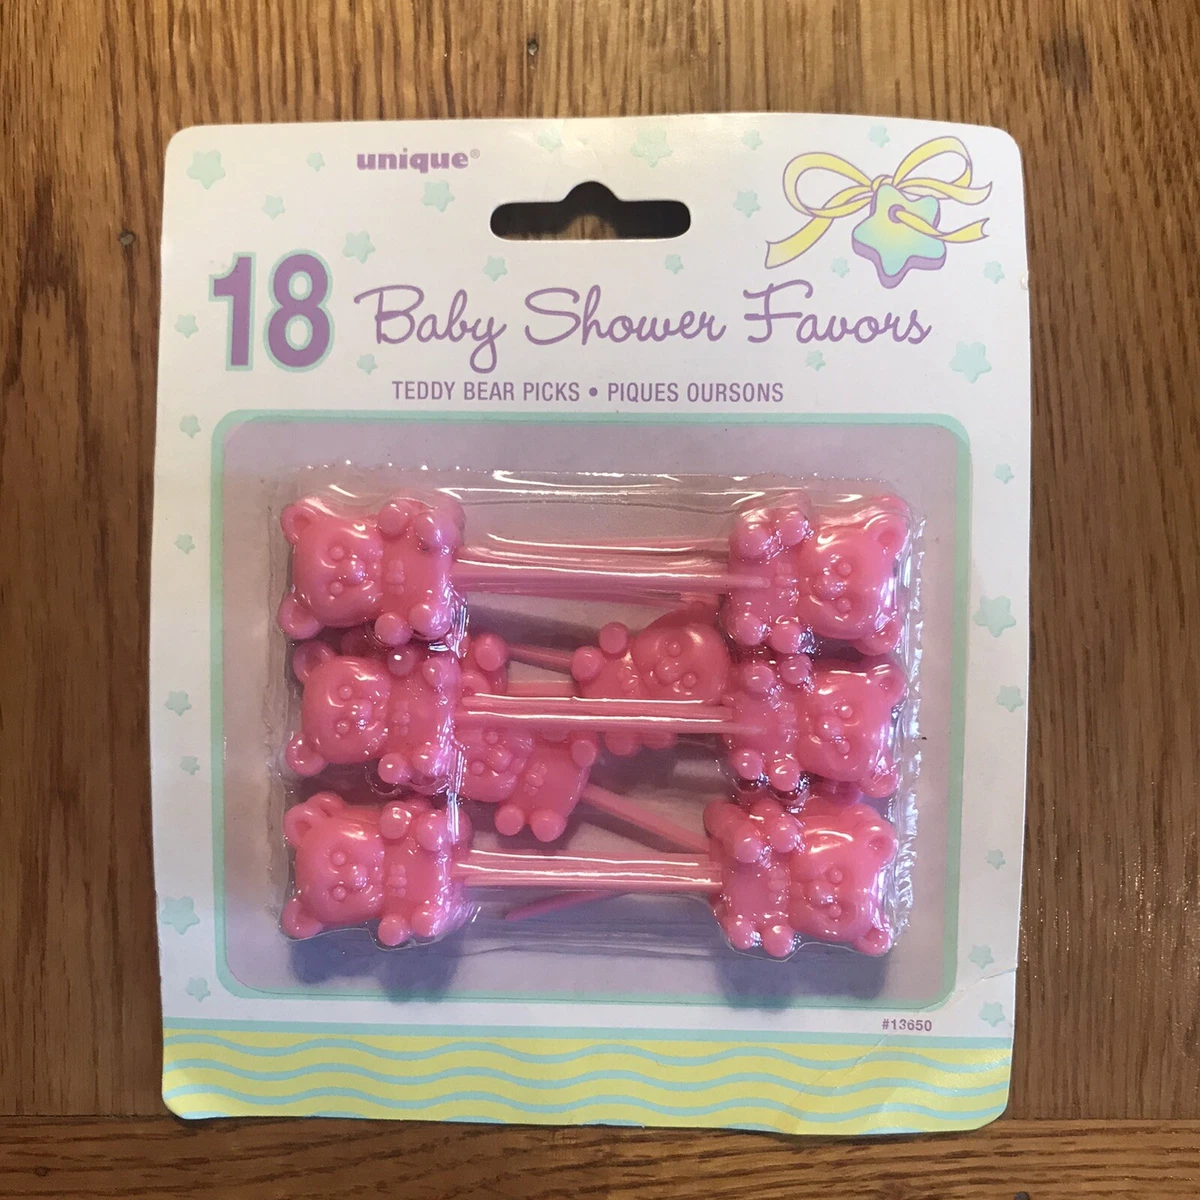 unique®
18 Baby Shower Favors
TEDDY BEAR PICKS • PIQUES OURSONS
#13650